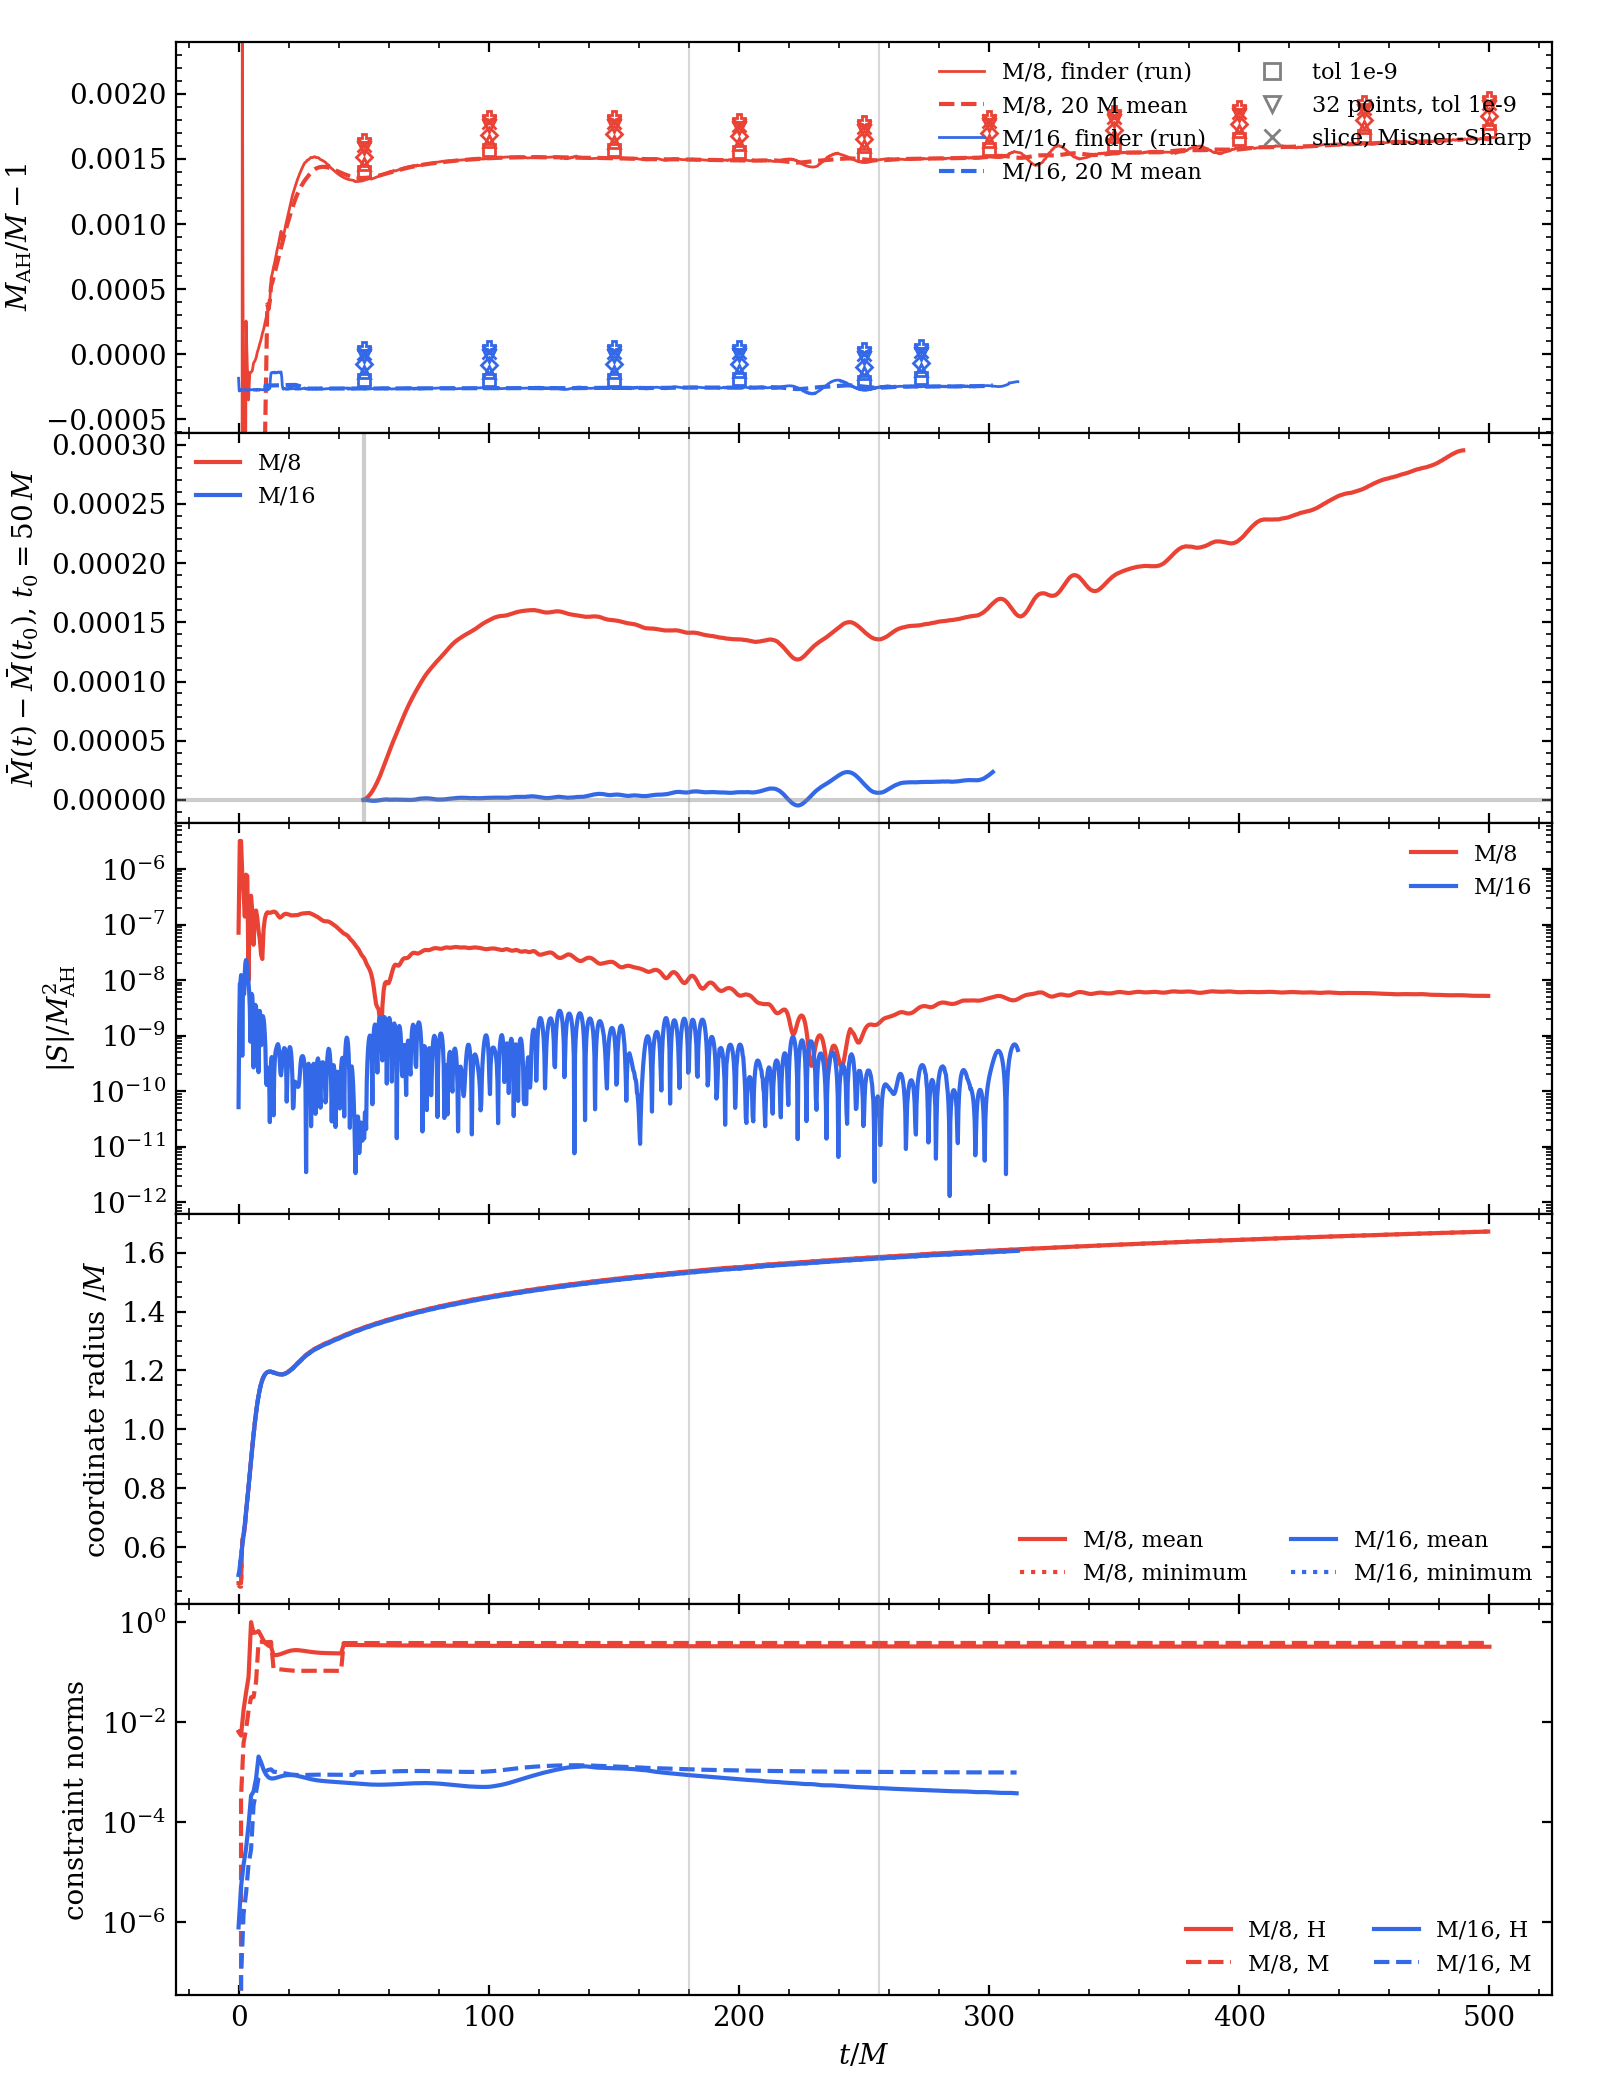 M/8, finder (run)
M/8, 20 M mean
M/16, finder (run)
M/16, 20 M mean
tol 1e-9
32 points, tol 1e-9
slice, Misner-Sharp
0.0020
0.0015
0.0010
0.0005
0.0000
−0.0005
M_AH/M − 1
M/8
M/16
0.00030
0.00025
0.00020
0.00015
0.00010
0.00005
0.00000
M̄(t) − M̄(t₀), t₀ = 50 M
M/8
M/16
10⁻⁶
10⁻⁷
10⁻⁸
10⁻⁹
10⁻¹⁰
10⁻¹¹
10⁻¹²
|S|/M²_AH
1.6
1.4
1.2
1.0
0.8
0.6
coordinate radius /M
M/8, mean
M/8, minimum
M/16, mean
M/16, minimum
10⁰
10⁻²
10⁻⁴
10⁻⁶
constraint norms
M/8, H
M/8, M
M/16, H
M/16, M
0 100 200 300 400 500
t/M